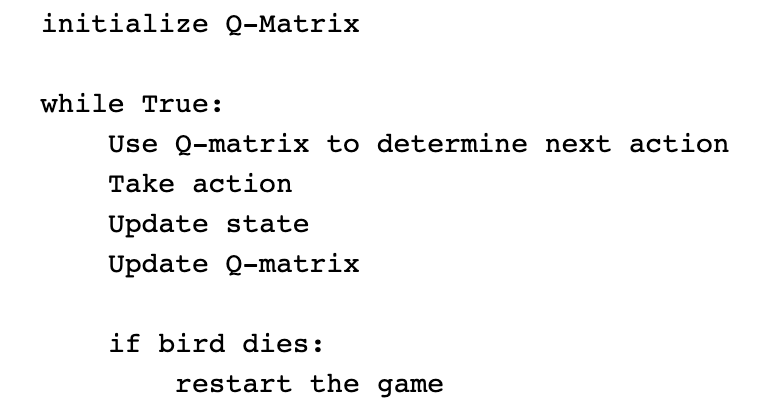 initialize Q-Matrix
while True:
Use Q-matrix to determine next action
Take action
Update state
Update Q-matrix
if bird dies:
restart the game